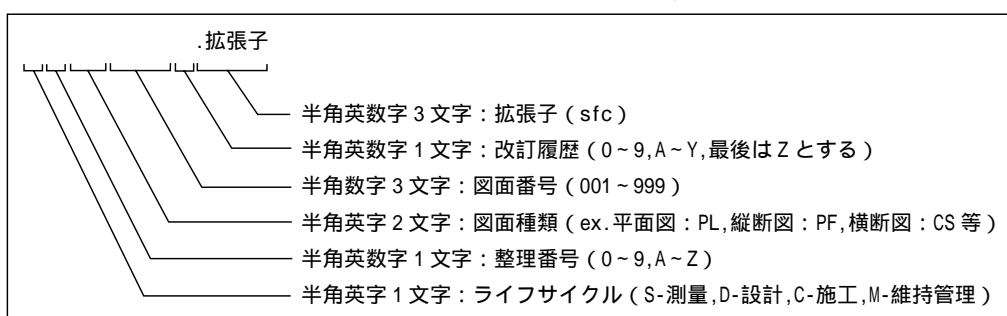 .拡張子
半角英数字3文字：拡張子（sfc）
半角英数字1文字：改訂履歴（0～9,A～Y,最後はZとする）
半角数字3文字：図面番号（001～999）
半角英字2文字：図面種類（ex.平面図：PL,縦断図：PF,横断図：CS等）
半角英数字1文字：整理番号（0～9,A～Z）
半角英字1文字：ライフサイクル（S-測量,D-設計,C-施工,M-維持管理）